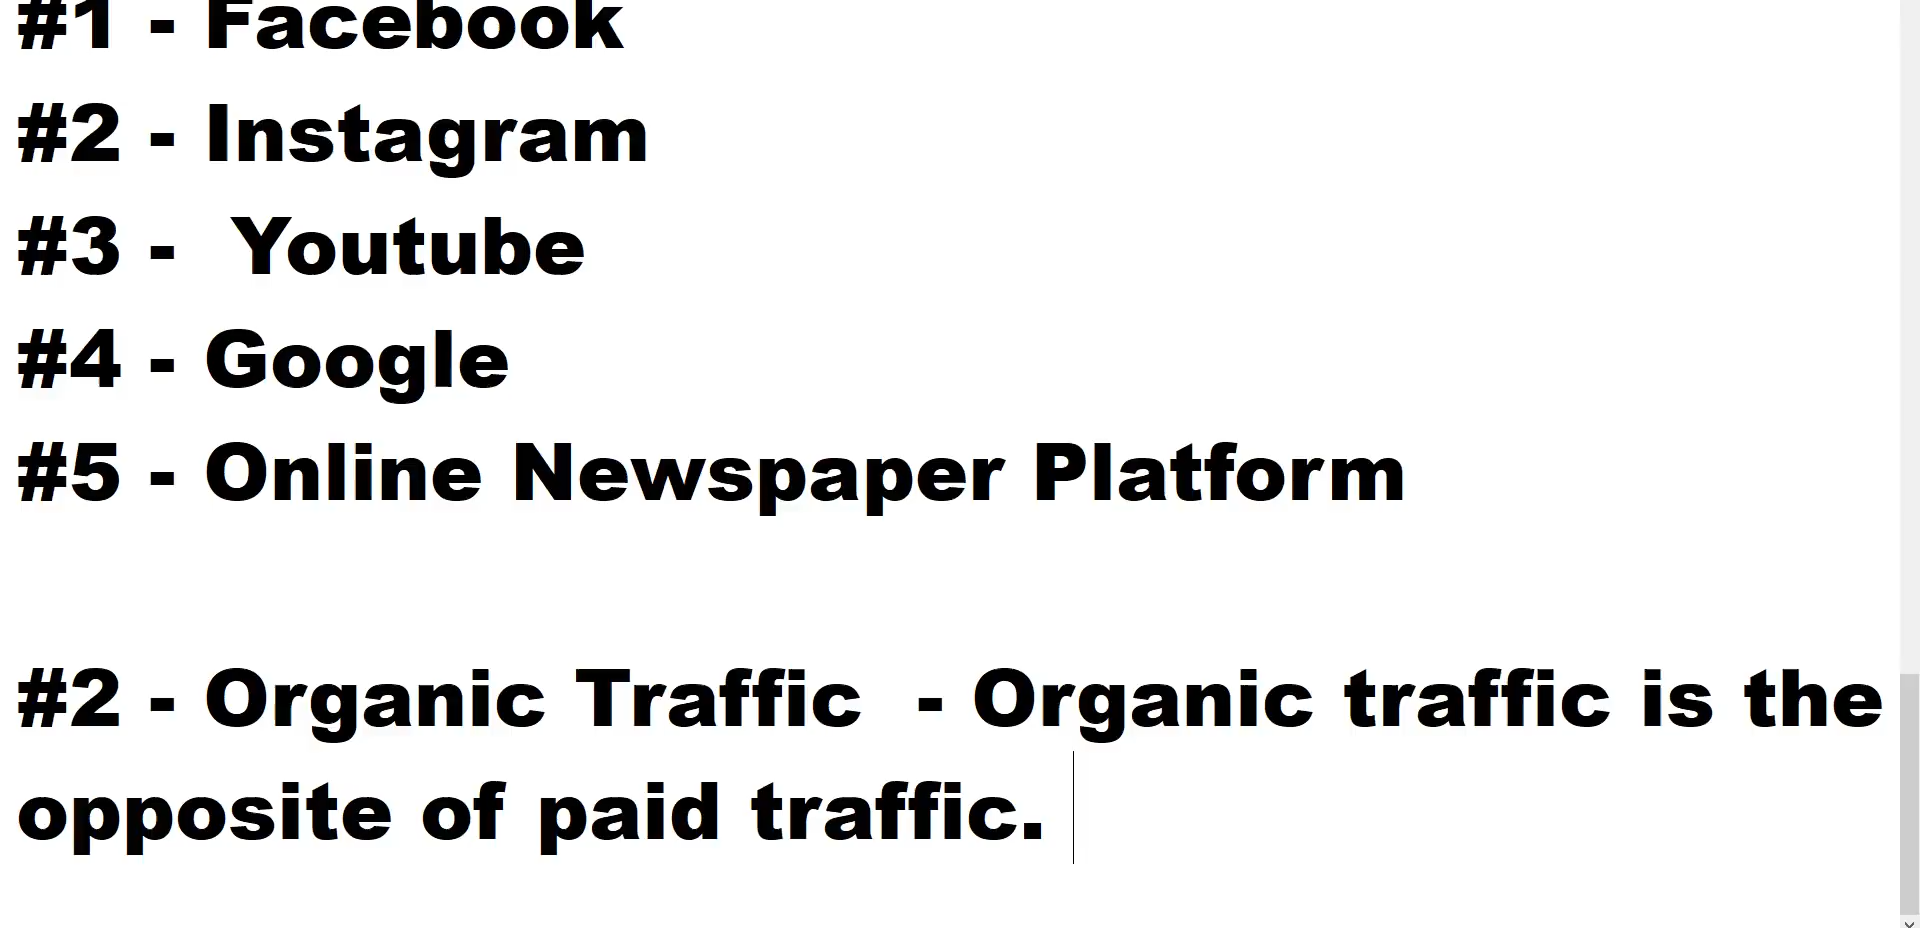 #1 - Facebook
#2 - Instagram
#3 -  Youtube
#4 - Google
#5 - Online Newspaper Platform
#2 - Organic Traffic  - Organic traffic is the
opposite of paid traffic.